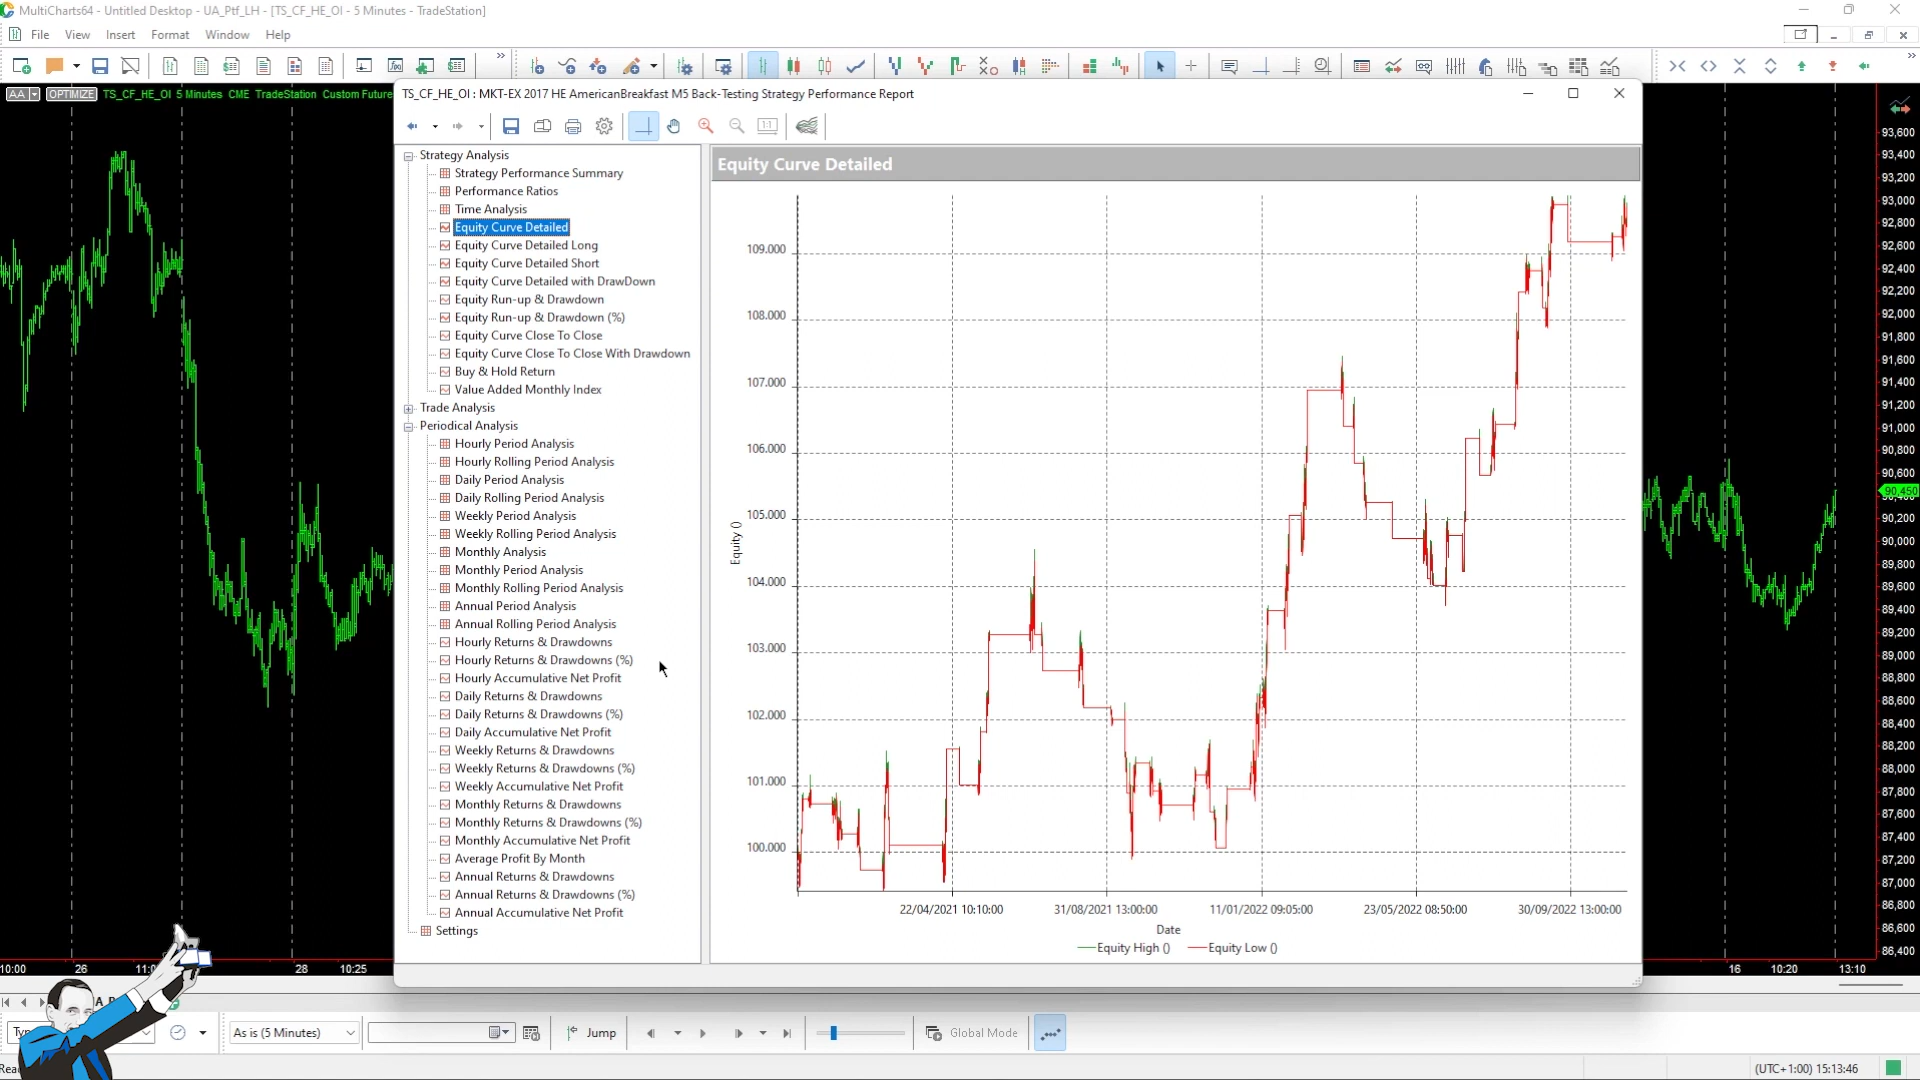 MultiCharts64 - Untitled Desktop - UA_Ptf_LH - [TS_CF_HE_OI - 5 Minutes - TradeStation]
File View Insert Format Window Help
AA OPTIMIZE TS_CF_HE_OI 5 Minutes CME TradeStation Custom Future
TS_CF_HE_OI : MKT-EX 2017 HE AmericanBreakfast M5 Back-Testing Strategy Performance Report
1:1
Strategy Analysis
Strategy Performance Summary
Performance Ratios
Time Analysis
Equity Curve Detailed
Equity Curve Detailed Long
Equity Curve Detailed Short
Equity Curve Detailed with DrawDown
Equity Run-up & Drawdown
Equity Run-up & Drawdown (%)
Equity Curve Close To Close
Equity Curve Close To Close With Drawdown
Buy & Hold Return
Value Added Monthly Index
Trade Analysis
Periodical Analysis
Hourly Period Analysis
Hourly Rolling Period Analysis
Daily Period Analysis
Daily Rolling Period Analysis
Weekly Period Analysis
Weekly Rolling Period Analysis
Monthly Analysis
Monthly Period Analysis
Monthly Rolling Period Analysis
Annual Period Analysis
Annual Rolling Period Analysis
Hourly Returns & Drawdowns
Hourly Returns & Drawdowns (%)
Hourly Accumulative Net Profit
Daily Returns & Drawdowns
Daily Returns & Drawdowns (%)
Daily Accumulative Net Profit
Weekly Returns & Drawdowns
Weekly Returns & Drawdowns (%)
Weekly Accumulative Net Profit
Monthly Returns & Drawdowns
Monthly Returns & Drawdowns (%)
Monthly Accumulative Net Profit
Average Profit By Month
Annual Returns & Drawdowns
Annual Returns & Drawdowns (%)
Annual Accumulative Net Profit
Settings
Equity Curve Detailed
109.000
108.000
107.000
106.000
105.000
104.000
103.000
102.000
101.000
100.000
Equity ()
22/04/2021 10:10:00 31/08/2021 13:00:00 11/01/2022 09:05:00 23/05/2022 08:50:00 30/09/2022 13:00:00
Date
Equity High () Equity Low ()
93,600
93,400
93,200
93,000
92,800
92,600
92,400
92,200
92,000
91,800
91,600
91,400
91,200
91,000
90,800
90,600
90,450
90,200
90,000
89,800
89,600
89,400
89,200
89,000
88,800
88,600
88,400
88,200
88,000
87,800
87,600
87,400
87,200
87,000
86,800
86,600
86,400
10:00 26 11:0 28 10:25 16 10:20 13:10
As is (5 Minutes) Jump Global Mode
(UTC+1:00) 15:13:46